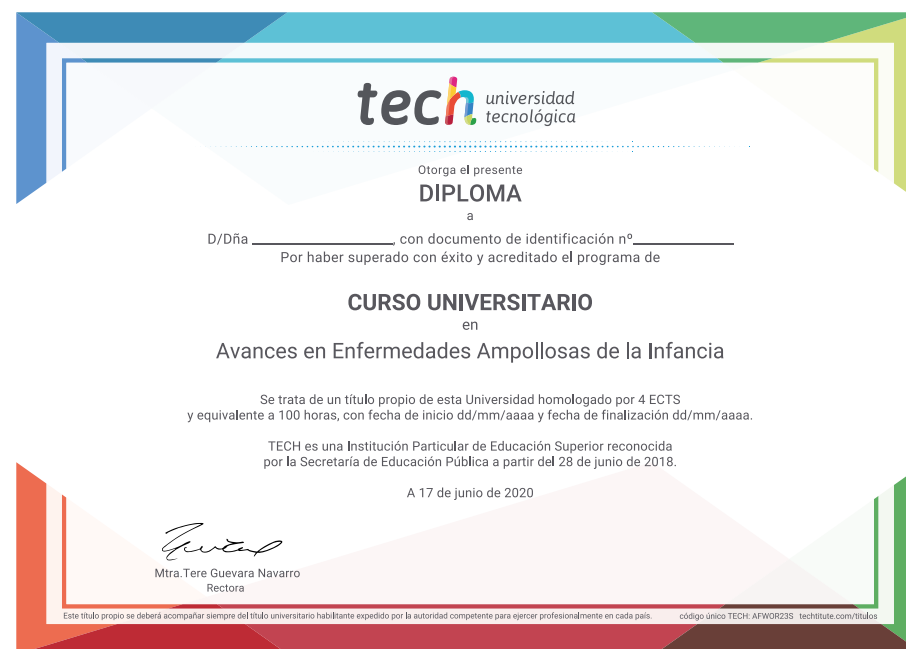 tech universidad
tecnológica
Otorga el presente
DIPLOMA
a
D/Dña ____________________, con documento de identificación nº______________
Por haber superado con éxito y acreditado el programa de
CURSO UNIVERSITARIO
en
Avances en Enfermedades Ampollosas de la Infancia
Se trata de un título propio de esta Universidad homologado por 4 ECTS
y equivalente a 100 horas, con fecha de inicio dd/mm/aaaa y fecha de finalización dd/mm/aaaa.
TECH es una Institución Particular de Educación Superior reconocida
por la Secretaría de Educación Pública a partir del 28 de junio de 2018.
A 17 de junio de 2020
Mtra.Tere Guevara Navarro
Rectora
Este título propio se deberá acompañar siempre del título universitario habilitante expedido por la autoridad competente para ejercer profesionalmente en cada país. código único TECH: AFWOR23S techtitute.com/titulos